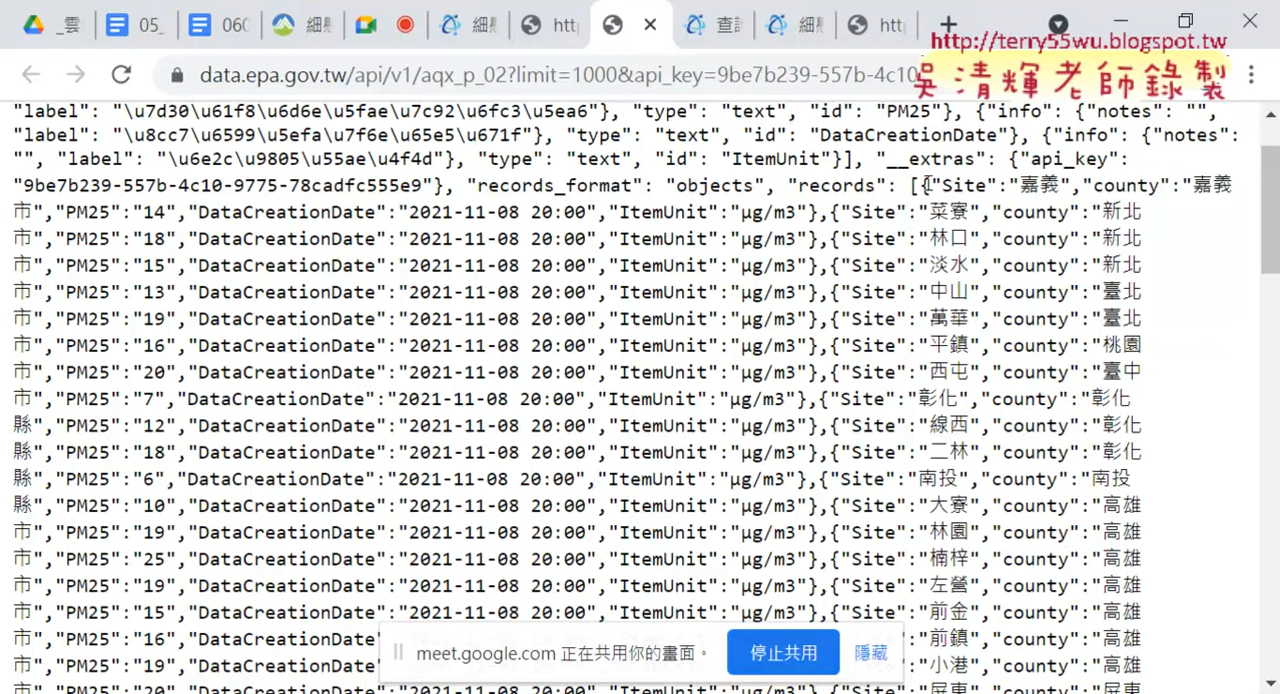 _雲
05_
060
細懸
htt
查詢
細懸
htt
http://terry55wu.blogspot.tw
data.epa.gov.tw/api/v1/aqx_p_02?limit=1000&api_key=9be7b239-557b-4c10
吳清輝老師錄製
"label": "\u7d30\u61f8\u6d6e\u5fae\u7c92\u6fc3\u5ea6"}, "type": "text", "id": "PM25"}, {"info": {"notes": "",
"label": "\u8cc7\u6599\u5efa\u7f6e\u65e5\u671f"}, "type": "text", "id": "DataCreationDate"}, {"info": {"notes":
"", "label": "\u6e2c\u9805\u55ae\u4f4d"}, "type": "text", "id": "ItemUnit"}], "__extras": {"api_key":
"9be7b239-557b-4c10-9775-78cadfc555e9"}, "records_format": "objects", "records": [{"Site":"嘉義","county":"嘉義
市","PM25":"14","DataCreationDate":"2021-11-08 20:00","ItemUnit":"μg/m3"},{"Site":"菜寮","county":"新北
市","PM25":"18","DataCreationDate":"2021-11-08 20:00","ItemUnit":"μg/m3"},{"Site":"林口","county":"新北
市","PM25":"15","DataCreationDate":"2021-11-08 20:00","ItemUnit":"μg/m3"},{"Site":"淡水","county":"新北
市","PM25":"13","DataCreationDate":"2021-11-08 20:00","ItemUnit":"μg/m3"},{"Site":"中山","county":"臺北
市","PM25":"19","DataCreationDate":"2021-11-08 20:00","ItemUnit":"μg/m3"},{"Site":"萬華","county":"臺北
市","PM25":"16","DataCreationDate":"2021-11-08 20:00","ItemUnit":"μg/m3"},{"Site":"平鎮","county":"桃園
市","PM25":"20","DataCreationDate":"2021-11-08 20:00","ItemUnit":"μg/m3"},{"Site":"西屯","county":"臺中
市","PM25":"7","DataCreationDate":"2021-11-08 20:00","ItemUnit":"μg/m3"},{"Site":"彰化","county":"彰化
縣","PM25":"12","DataCreationDate":"2021-11-08 20:00","ItemUnit":"μg/m3"},{"Site":"線西","county":"彰化
縣","PM25":"18","DataCreationDate":"2021-11-08 20:00","ItemUnit":"μg/m3"},{"Site":"二林","county":"彰化
縣","PM25":"6","DataCreationDate":"2021-11-08 20:00","ItemUnit":"μg/m3"},{"Site":"南投","county":"南投
縣","PM25":"10","DataCreationDate":"2021-11-08 20:00","ItemUnit":"μg/m3"},{"Site":"大寮","county":"高雄
市","PM25":"19","DataCreationDate":"2021-11-08 20:00","ItemUnit":"μg/m3"},{"Site":"林園","county":"高雄
市","PM25":"25","DataCreationDate":"2021-11-08 20:00","ItemUnit":"μg/m3"},{"Site":"楠梓","county":"高雄
市","PM25":"19","DataCreationDate":"2021-11-08 20:00","ItemUnit":"μg/m3"},{"Site":"左營","county":"高雄
市","PM25":"15","DataCreationDate":"2021-11-08 20:00","ItemUnit":"μg/m3"},{"Site":"前金","county":"高雄
市","PM25":"16","county":"高雄
市","PM25":"19","小港","county":"高雄
meet.google.com 正在共用你的畫面。
停止共用
隱藏